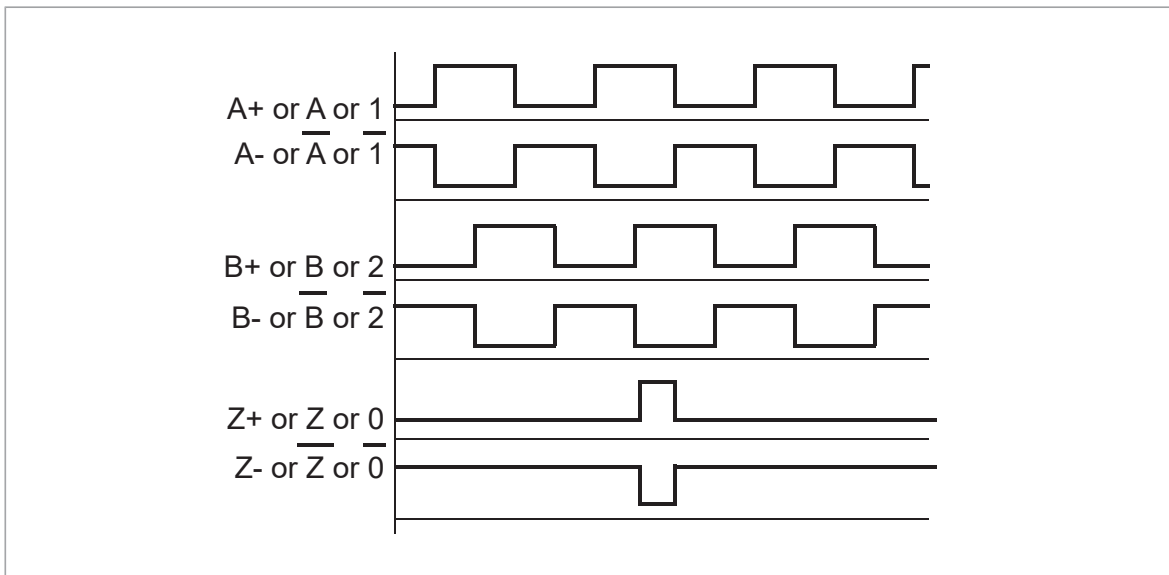 A+ or A or 1
A- or A̅ or 1̅
B+ or B or 2
B- or B̅ or 2̅
Z+ or Z or 0
Z- or Z̅ or 0̅